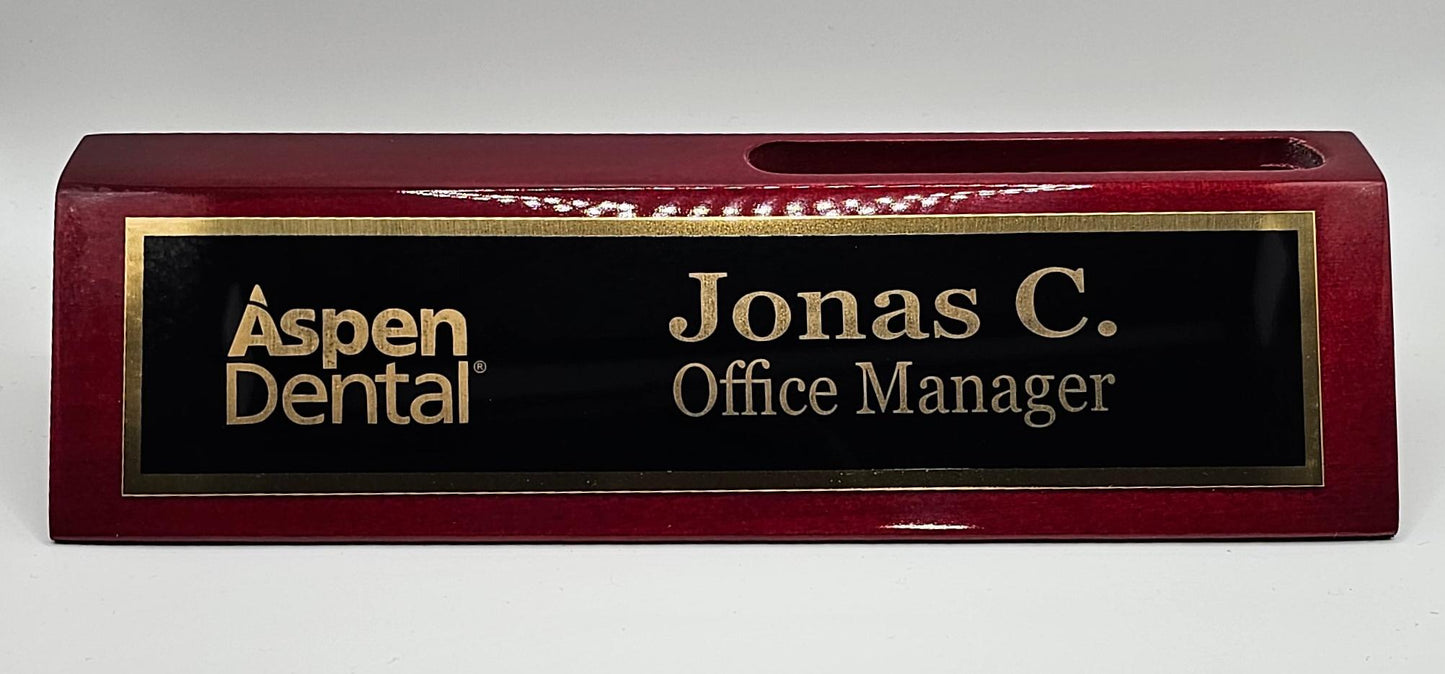 Aspen
Dental®
Jonas C.
Office Manager